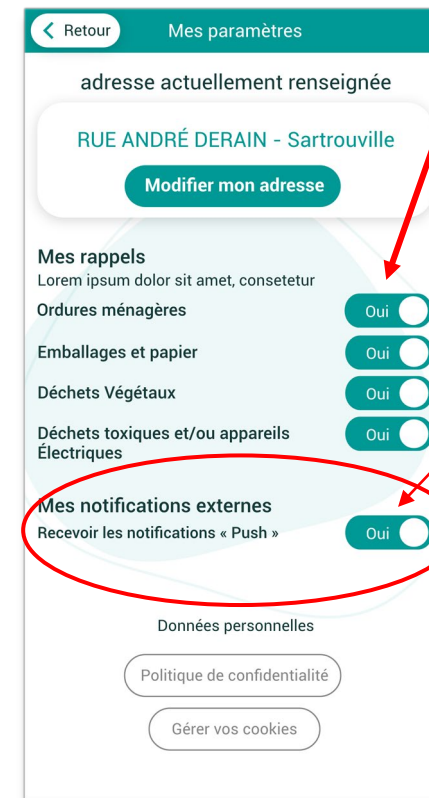 Retour
Mes paramètres
adresse actuellement renseignée
RUE ANDRÉ DERAIN - Sartrouville
Modifier mon adresse
Mes rappels
Lorem ipsum dolor sit amet, consetetur
Ordures ménagères
Oui
Emballages et papier
Oui
Déchets Végétaux
Oui
Déchets toxiques et/ou appareils
Électriques
Oui
Mes notifications externes
Recevoir les notifications « Push »
Oui
Données personnelles
Politique de confidentialité
Gérer vos cookies